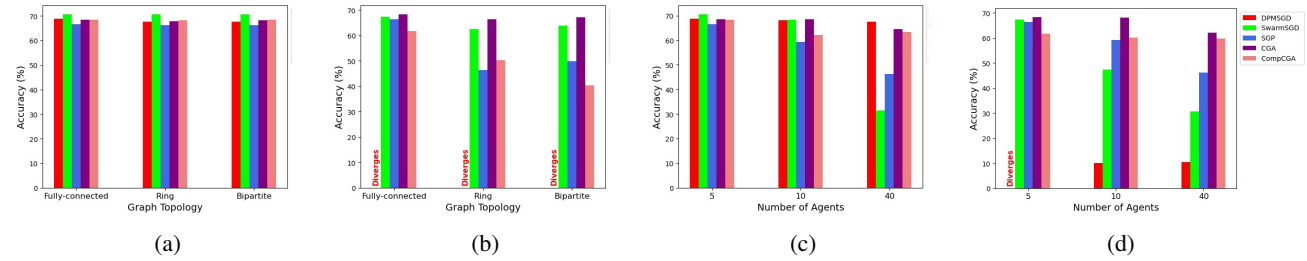 Accuracy (%)
70
60
50
40
30
20
10
0
Fully-connected Ring Bipartite
Graph Topology
(a)
Accuracy (%)
70
60
50
40
30
20
10
0
Diverges Diverges Diverges
Fully-connected Ring Bipartite
Graph Topology
(b)
Accuracy (%)
70
60
50
40
30
20
10
0
5 10 40
Number of Agents
(c)
Accuracy (%)
70
60
50
40
30
20
10
0
Diverges
5 10 40
Number of Agents
(d)
DPMSGD
SwarmSGD
SGP
CGA
CompCGA